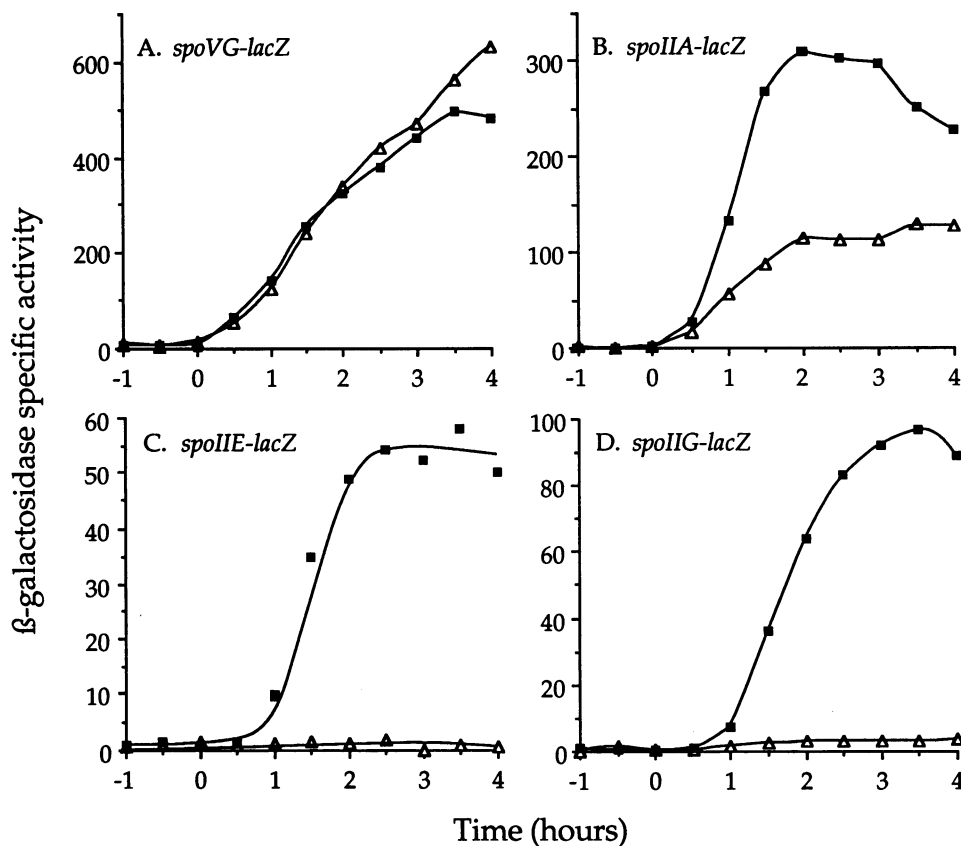 A. spoVG-lacZ
600
400
200
0
-1 0 1 2 3 4
B. spoIIA-lacZ
300
200
100
0
-1 0 1 2 3 4
C. spoIIE-lacZ
60
50
40
30
20
10
0
-1 0 1 2 3 4
D. spoIIG-lacZ
100
80
60
40
20
0
-1 0 1 2 3 4
ß-galactosidase specific activity
Time (hours)